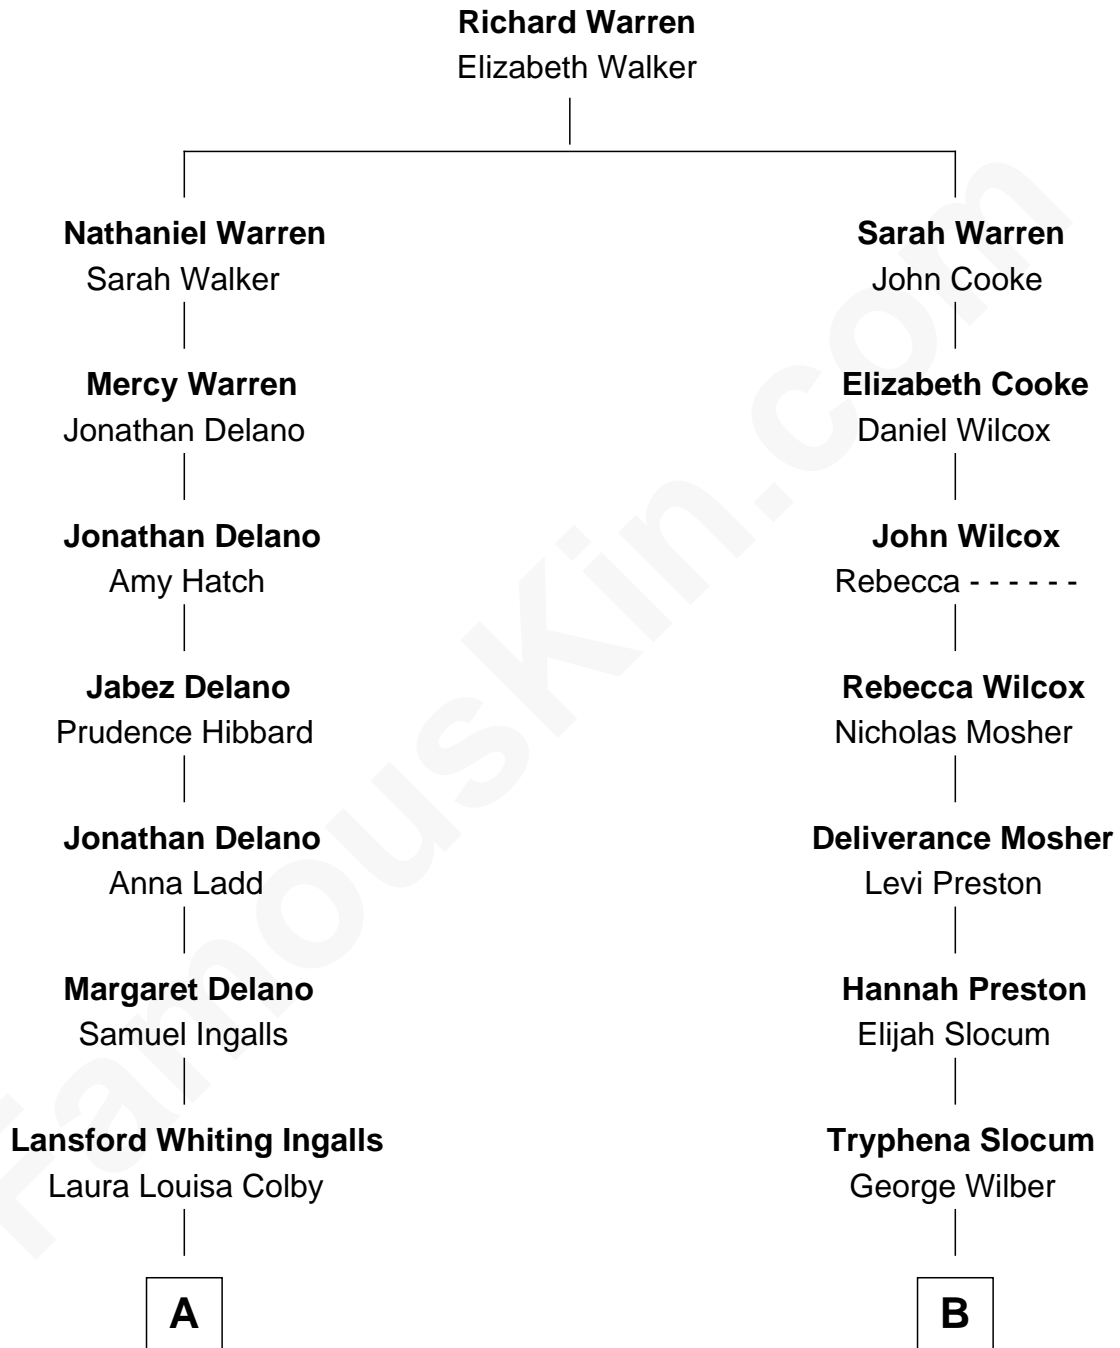 Richard Warren
Elizabeth Walker
Nathaniel Warren
Sarah Walker
Sarah Warren
John Cooke
Mercy Warren
Jonathan Delano
Elizabeth Cooke
Daniel Wilcox
Jonathan Delano
Amy Hatch
John Wilcox
Rebecca - - - - - -
Jabez Delano
Prudence Hibbard
Rebecca Wilcox
Nicholas Mosher
Jonathan Delano
Anna Ladd
Deliverance Mosher
Levi Preston
Margaret Delano
Samuel Ingalls
Hannah Preston
Elijah Slocum
Lansford Whiting Ingalls
Laura Louisa Colby
Tryphena Slocum
George Wilber
A
B
FamousKin.com